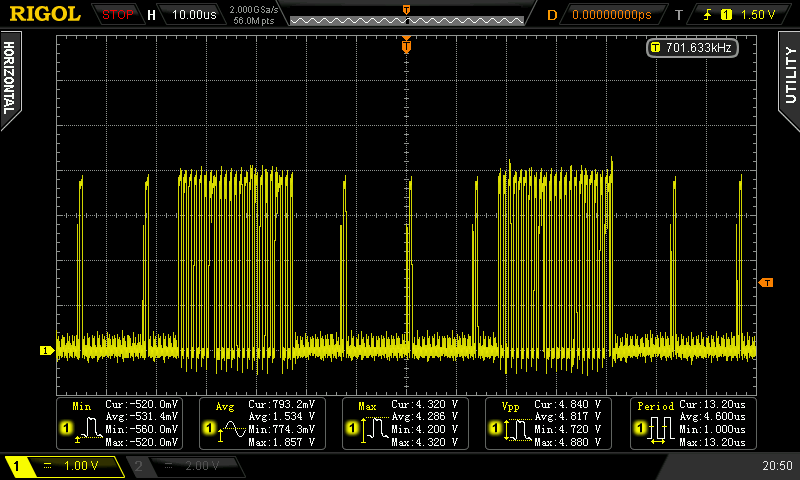 RIGOL STOP H 10.00us 2.000GSa/s 56.0M pts T D 0.00000000ps T 1 1.50 V
HORIZONTAL
T 701.633kHz
UTILITY
T
1
Min Cur:-520.0mV Avg:-531.4mV Min:-560.0mV Max:-520.0mV
Avg Cur:793.2mV Avg:1.534 V Min:774.3mV Max:1.857 V
Max Cur:4.320 V Avg:4.286 V Min:4.200 V Max:4.320 V
Vpp Cur:4.840 V Avg:4.817 V Min:4.720 V Max:4.880 V
Period Cur:13.20us Avg:4.600us Min:1.000us Max:13.20us
1 1.00 V 2 2.00 V 20:50